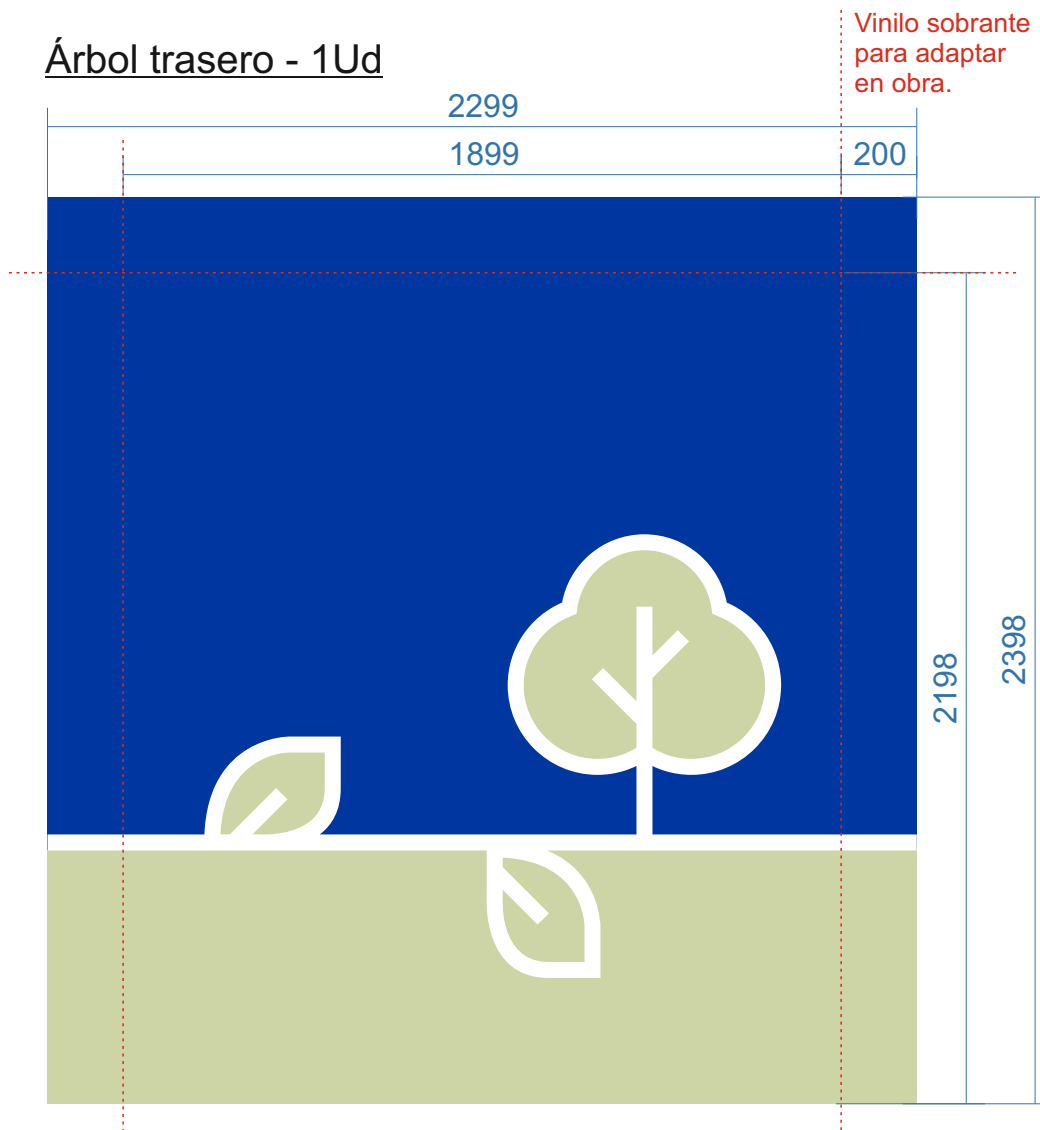 Árbol trasero - 1Ud
Vinilo sobrante
para adaptar
en obra.
2299
1899
200
2198
2398